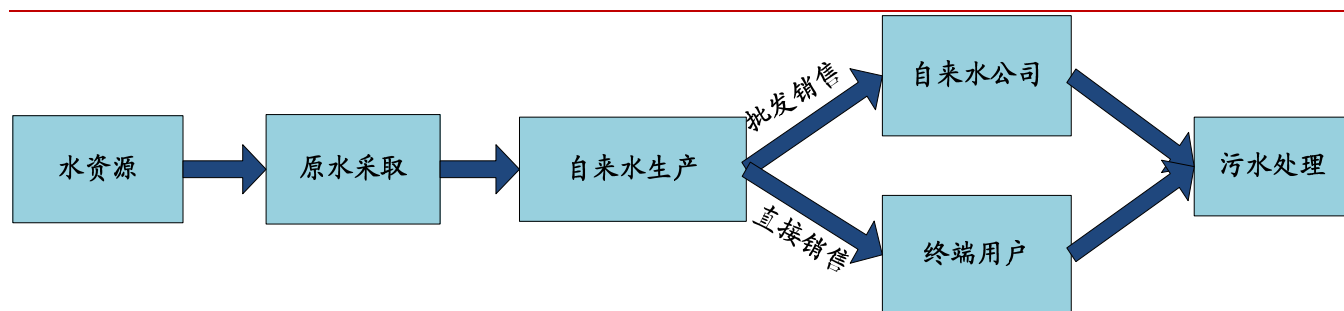 水资源
原水采取
自来水生产
批发销售
直接销售
自来水公司
终端用户
污水处理